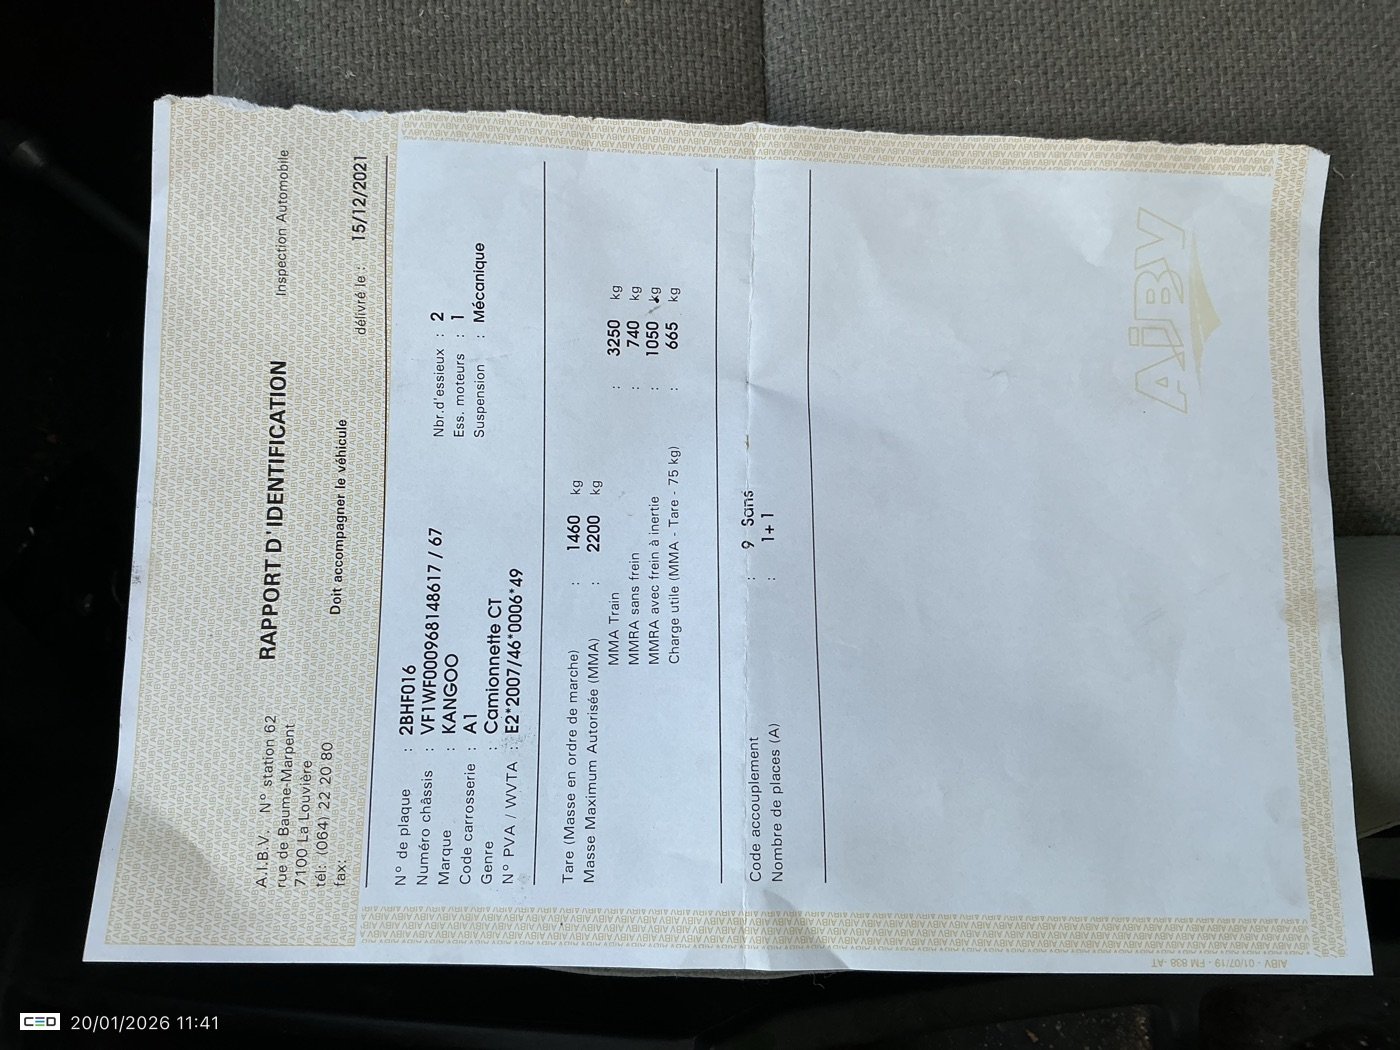 A.I.B.V. N° station 62
rue de Baume-Marpent
7100 La Louvière
tél: (064) 22 20 80
fax:
RAPPORT D'IDENTIFICATION
Inspection Automobile
Doit accompagner le véhicule
délivré le : 15/12/2021
N° de plaque : 2BHF016
Numéro châssis : VF1WF000968148617 / 67
Marque : KANGOO
Nbr.d'essieux : 2
Code carrosserie : A1
Ess. moteurs : 1
Genre : Camionnette CT
Suspension : Mécanique
N° PVA / WVTA : E2*2007/46*0006*49
Tare (Masse en ordre de marche) : 1460 kg
Masse Maximum Autorisée (MMA) : 2200 kg
MMA Train : 3250 kg
MMRA sans frein : 740 kg
MMRA avec frein à inertie : 1050 kg
Charge utile (MMA - Tare - 75 kg) : 665 kg
Code accouplement : 9 Sans
Nombre de places (A) : 1+1
AIBV
AIBV - 01/07/19 - FM 838 -AT
CED 20/01/2026 11:41